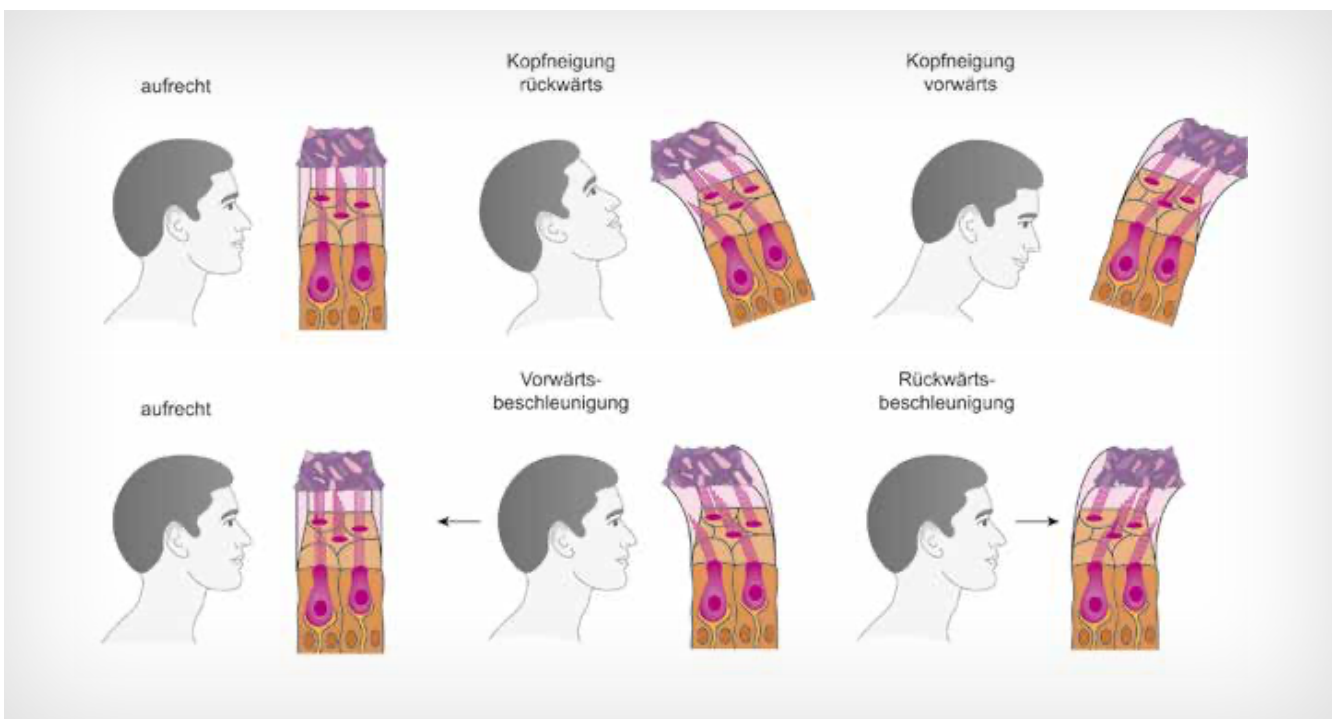 aufrecht
Kopfneigung
rückwärts
Kopfneigung
vorwärts
aufrecht
Vorwärts-
beschleunigung
Rückwärts-
beschleunigung